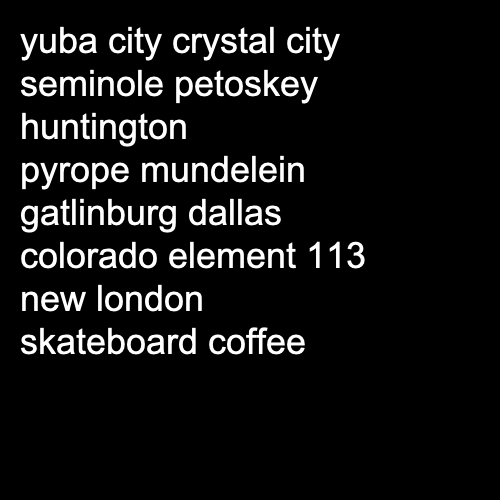 yuba city crystal city
seminole petoskey
huntington
pyrope mundelein
gatlinburg dallas
colorado element 113
new london
skateboard coffee